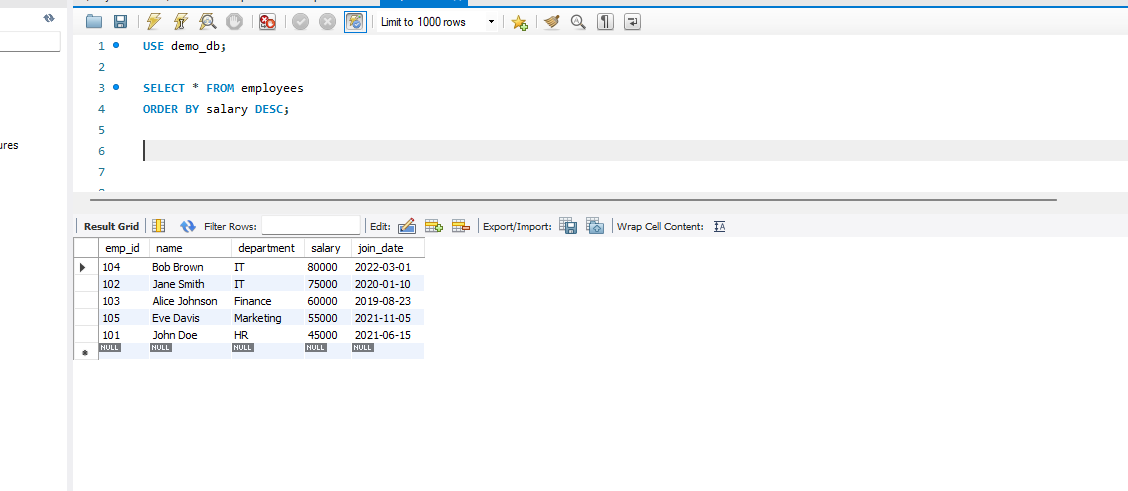 Limit to 1000 rows
1 USE demo_db;
2
3 SELECT * FROM employees
4 ORDER BY salary DESC;
5
6
7
ures
Result Grid Filter Rows: Edit: Export/Import: Wrap Cell Content:
emp_id name department salary join_date
104 Bob Brown IT 80000 2022-03-01
102 Jane Smith IT 75000 2020-01-10
103 Alice Johnson Finance 60000 2019-08-23
105 Eve Davis Marketing 55000 2021-11-05
101 John Doe HR 45000 2021-06-15
NULL NULL NULL NULL NULL